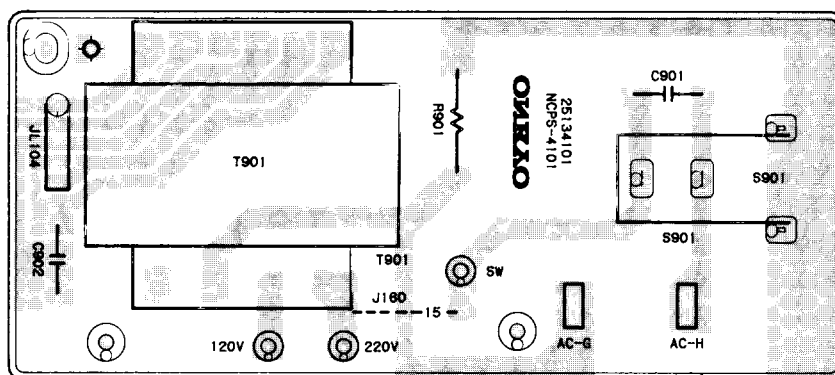 C901
R901
ONKYO
25134101
NCPS-4101
JL104
T901
S901
S901
C902
T901
SW
J160
15
120V
220V
AC-G
AC-H